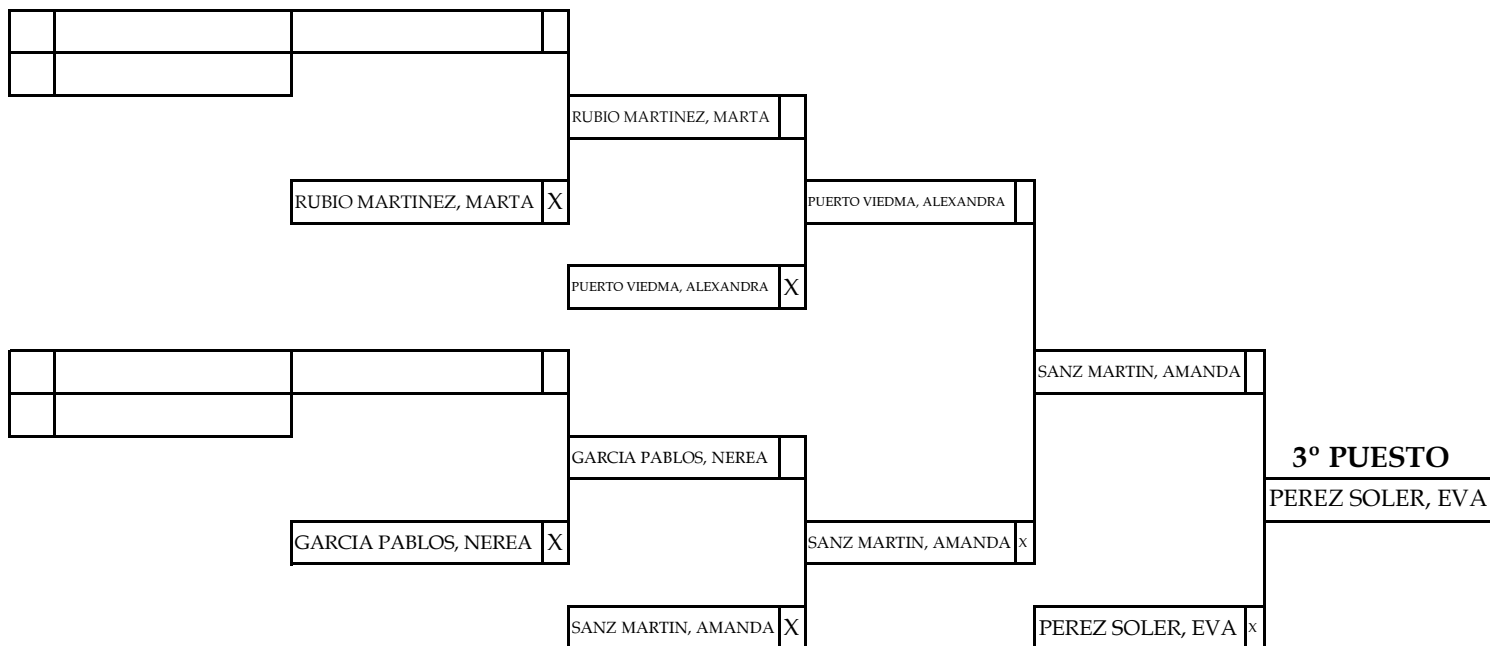 RUBIO MARTINEZ, MARTA
RUBIO MARTINEZ, MARTA X
PUERTO VIEDMA, ALEXANDRA
PUERTO VIEDMA, ALEXANDRA X
SANZ MARTIN, AMANDA
GARCIA PABLOS, NEREA
3º PUESTO
PEREZ SOLER, EVA
GARCIA PABLOS, NEREA X
SANZ MARTIN, AMANDA X
SANZ MARTIN, AMANDA X
PEREZ SOLER, EVA X